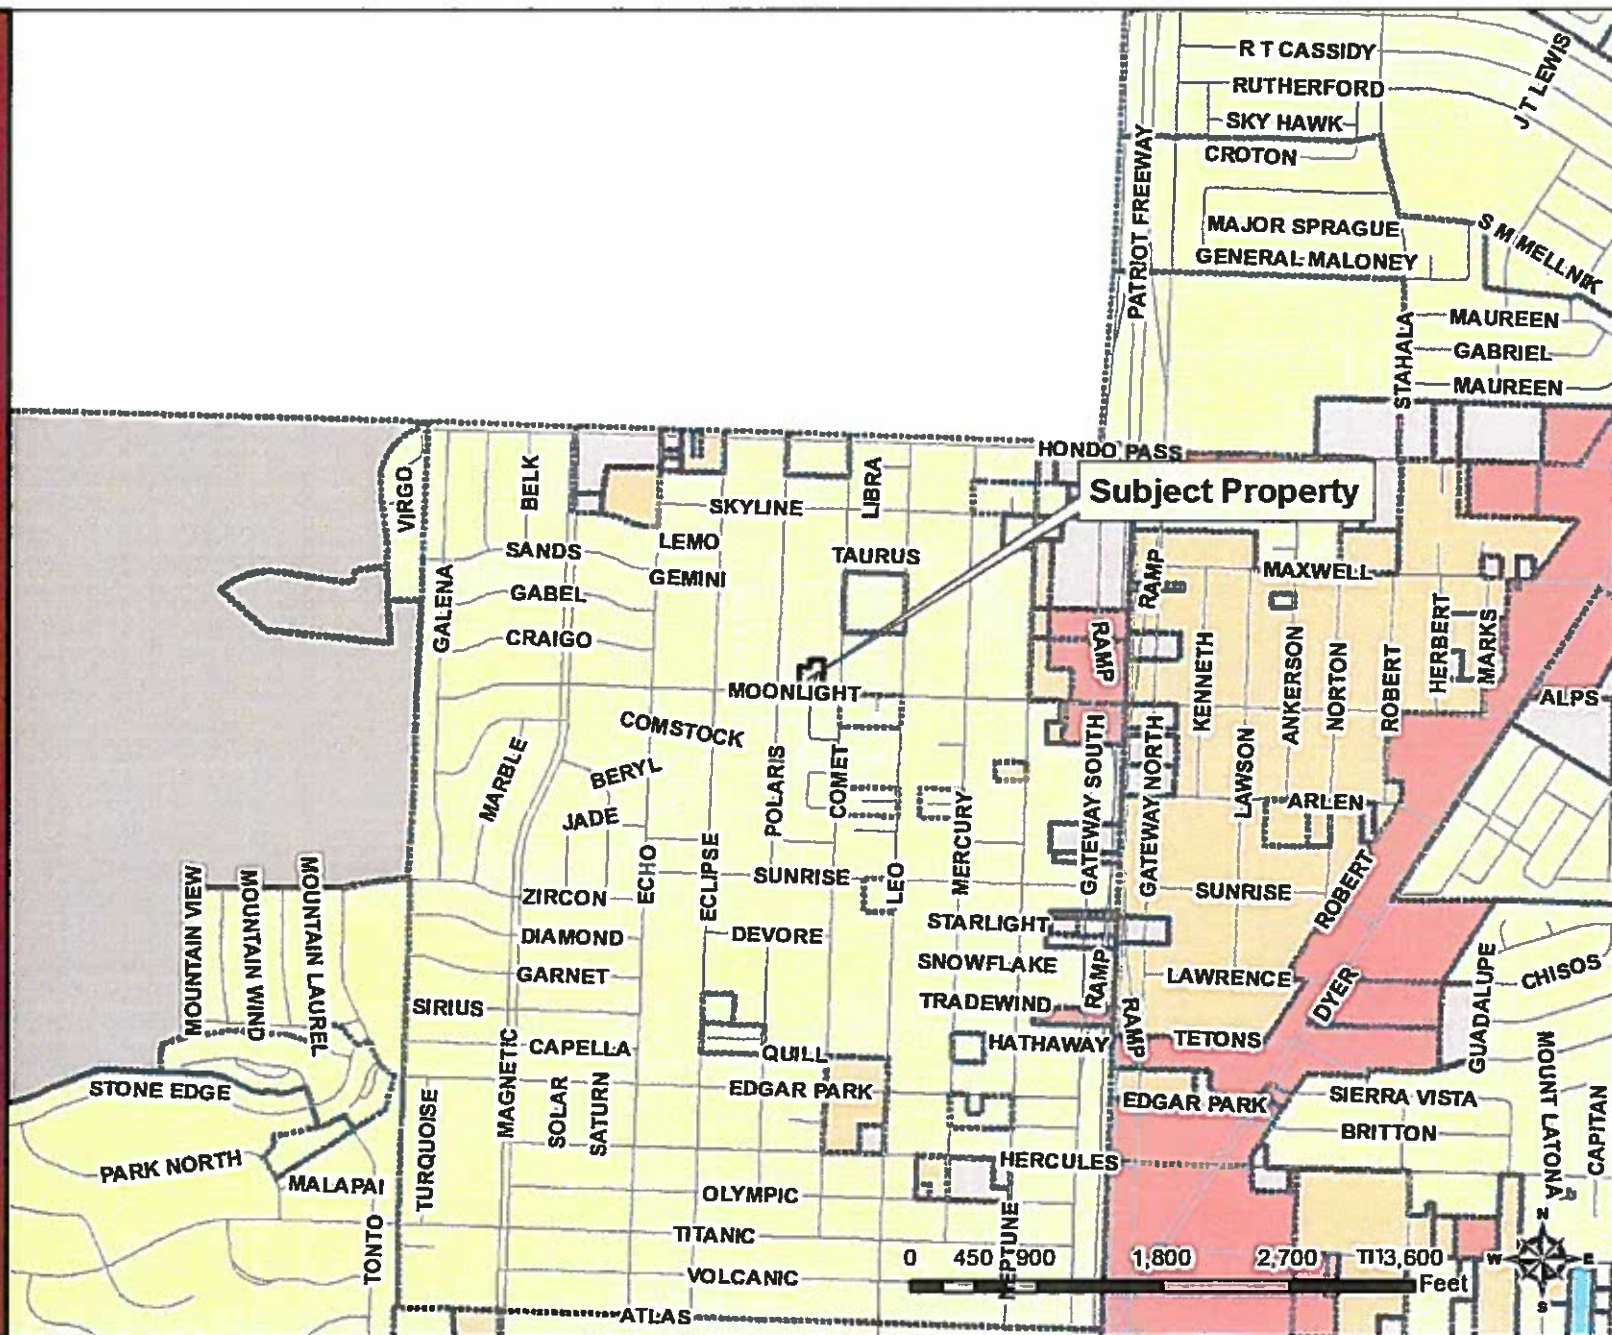 R T CASSIDY
RUTHERFORD
J T LEWIS
SKY HAWK
CROTON
PATRIOT FREEWAY
MAJOR SPRAGUE
S M MELLNIK
GENERAL MALONEY
MAUREEN
STAHALA
GABRIEL
MAUREEN
HONDO PASS
Subject Property
VIRGO
BELK
LIBRA
SKYLINE
LEMO
SANDS
TAURUS
GEMINI
GABEL
GALENA
CRAIGO
RAMP
MAXWELL
RAMP
KENNETH
ANKERSON
NORTON
ROBERT
HERBERT
MARKS
ALPS
MOONLIGHT
COMSTOCK
MARBLE
BERYL
JADE
POLARIS
COMET
MERCURY
GATEWAY SOUTH
GATEWAY NORTH
LAWSON
ARLEN
ECHO
ECLIPSE
SUNRISE
LEO
SUNRISE
ROBERT
MOUNTAIN VIEW
MOUNTAIN WIND
MOUNTAIN LAUREL
ZIRCON
DIAMOND
DEVORE
STARLIGHT
GARNET
SNOWFLAKE
RAMP
LAWRENCE
DYER
GUADALUPE
CHISOS
SIRIUS
TRADEWIND
RAMP
TETONS
MAGNETIC
CAPELLA
QUILL
HATHAWAY
STONE EDGE
SOLAR
SATURN
EDGAR PARK
EDGAR PARK
SIERRA VISTA
MOUNT LATONA
CAPITAN
BRITTON
TURQUOISE
PARK NORTH
MALAPAI
HERCULES
OLYMPIC
TONTO
TITANIC
NEPTUNE
VOLCANIC
ATLAS
0 450 900 1,800 2,700 3,600
Feet
N
W E
S